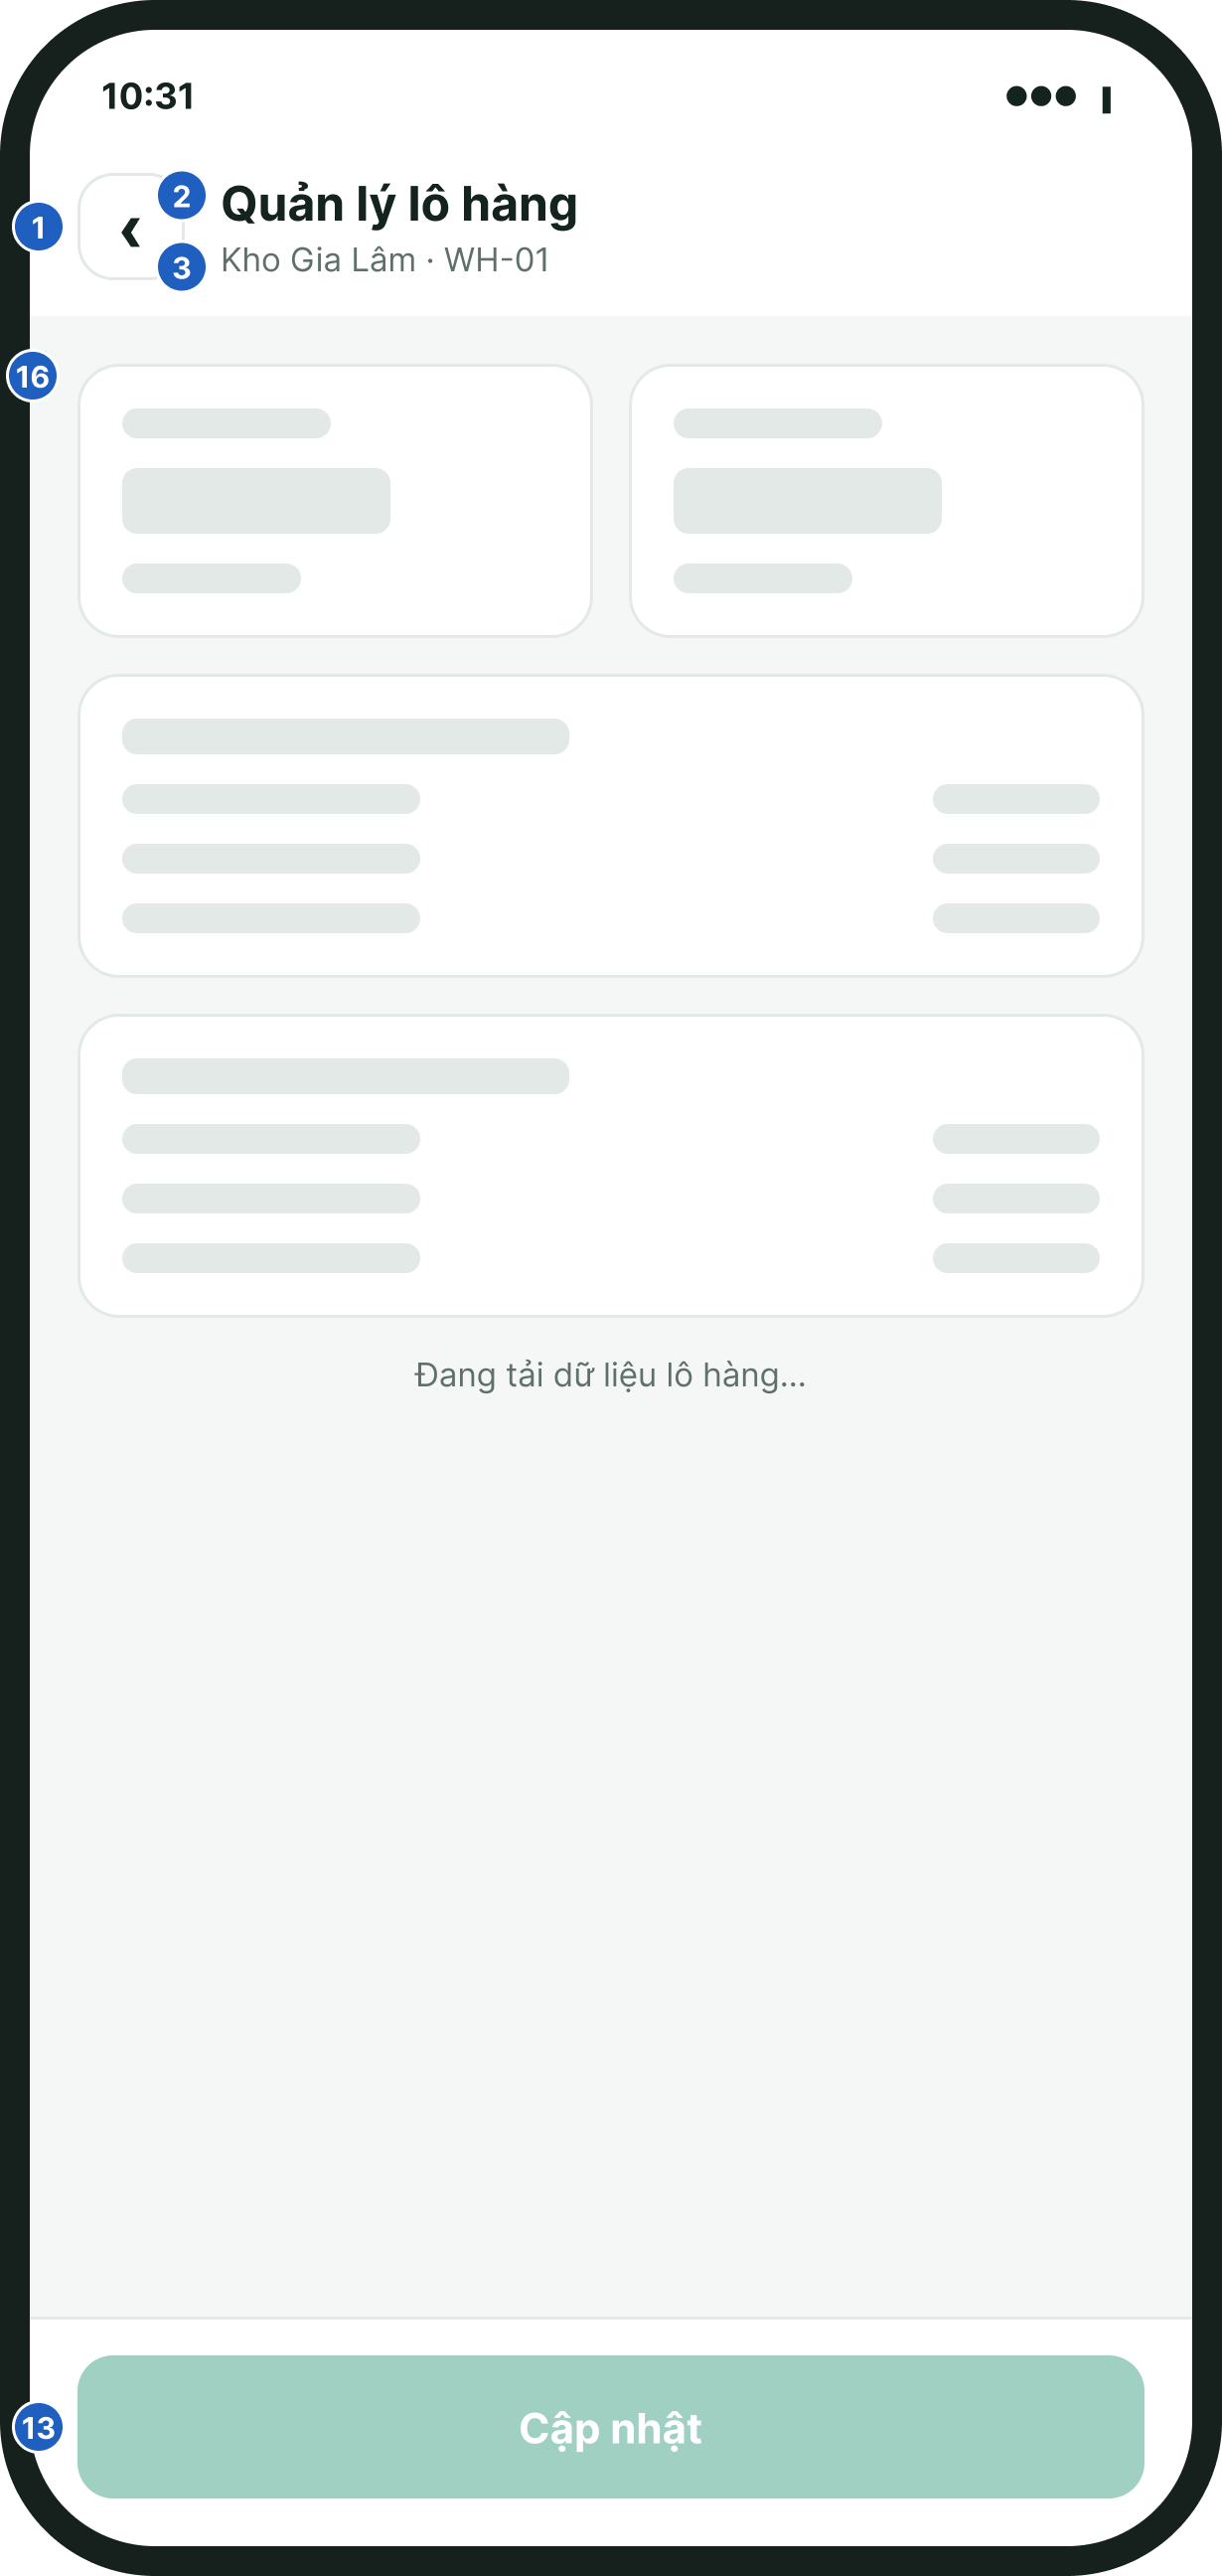 10:31
1
‹
2
Quản lý lô hàng
3
Kho Gia Lâm · WH-01
16
Đang tải dữ liệu lô hàng...
13
Cập nhật